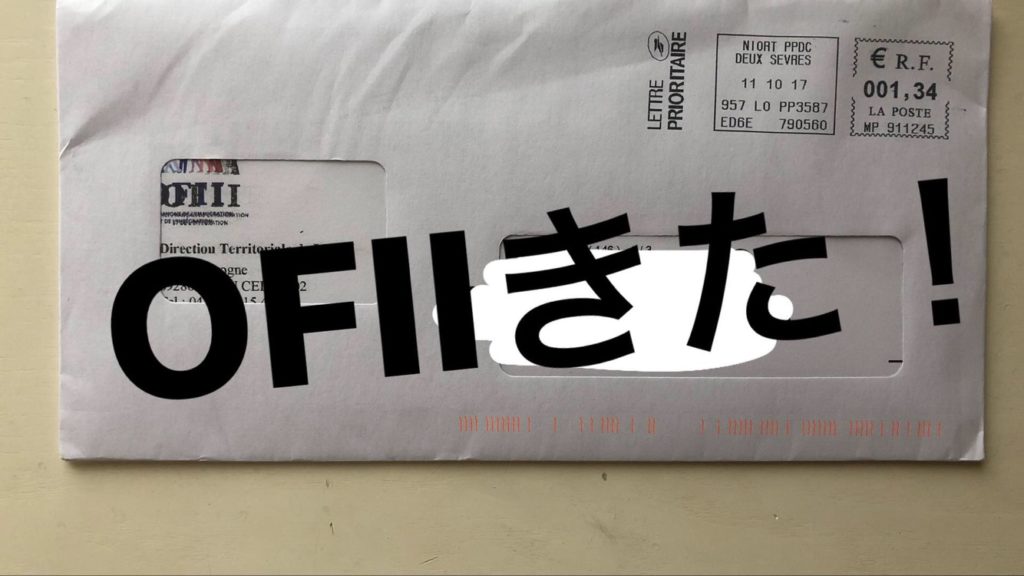 LETTRE
PRIORITAIRE
NIORT PPDC
DEUX SEVRES
11 10 17
957 L0 PP3587
ED6E 790560
€ R.F.
001,34
LA POSTE
MP 911245
OFII
Direction Territoriale
OFIIきた!